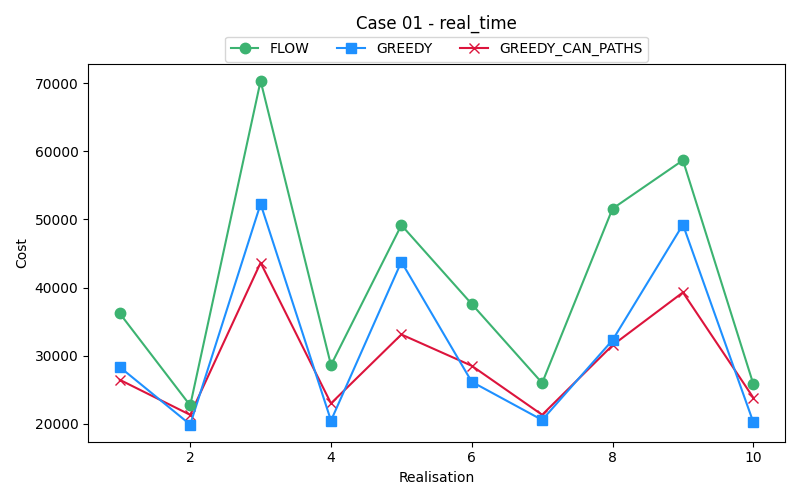 Case 01 - real_time
FLOW GREEDY GREEDY_CAN_PATHS
70000
60000
50000
40000
30000
20000
Cost
2 4 6 8 10
Realisation